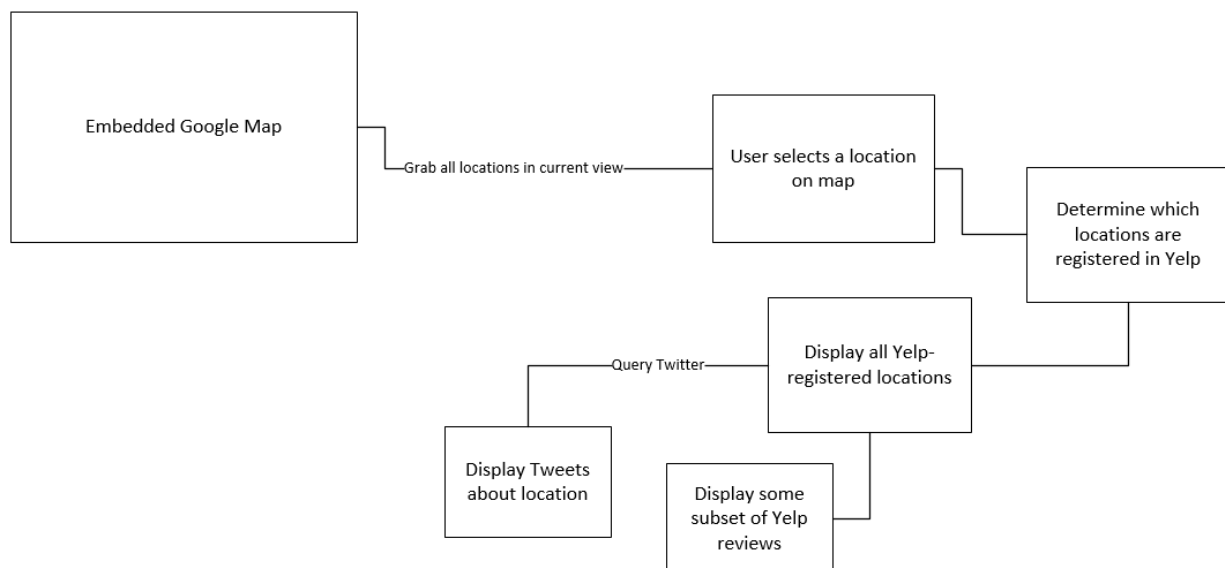 Embedded Google Map
Grab all locations in current view
User selects a location
on map
Determine which
locations are
registered in Yelp
Display all Yelp-
registered locations
Query Twitter
Display Tweets
about location
Display some
subset of Yelp
reviews